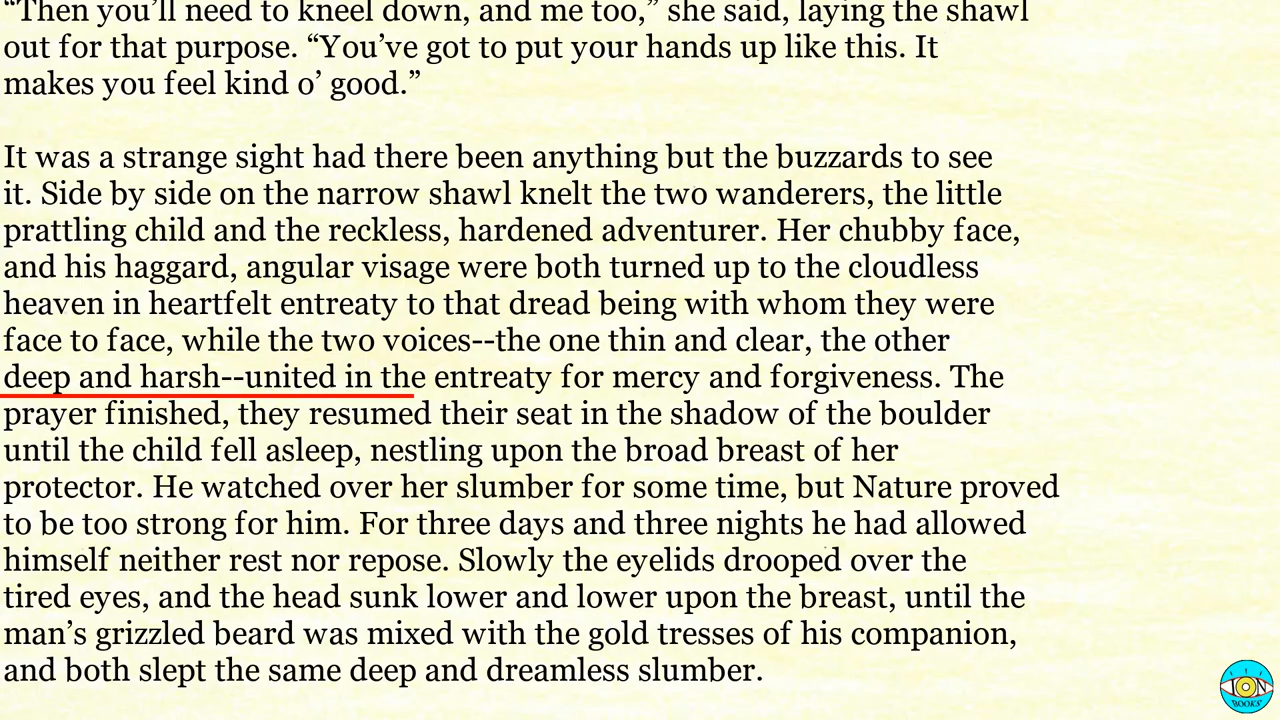 “Then you’ll need to kneel down, and me too,” she said, laying the shawl
out for that purpose. “You’ve got to put your hands up like this. It
makes you feel kind o’ good.”
It was a strange sight had there been anything but the buzzards to see
it. Side by side on the narrow shawl knelt the two wanderers, the little
prattling child and the reckless, hardened adventurer. Her chubby face,
and his haggard, angular visage were both turned up to the cloudless
heaven in heartfelt entreaty to that dread being with whom they were
face to face, while the two voices--the one thin and clear, the other
deep and harsh--united in the entreaty for mercy and forgiveness. The
prayer finished, they resumed their seat in the shadow of the boulder
until the child fell asleep, nestling upon the broad breast of her
protector. He watched over her slumber for some time, but Nature proved
to be too strong for him. For three days and three nights he had allowed
himself neither rest nor repose. Slowly the eyelids drooped over the
tired eyes, and the head sunk lower and lower upon the breast, until the
man’s grizzled beard was mixed with the gold tresses of his companion,
and both slept the same deep and dreamless slumber.
ION
BOOKS